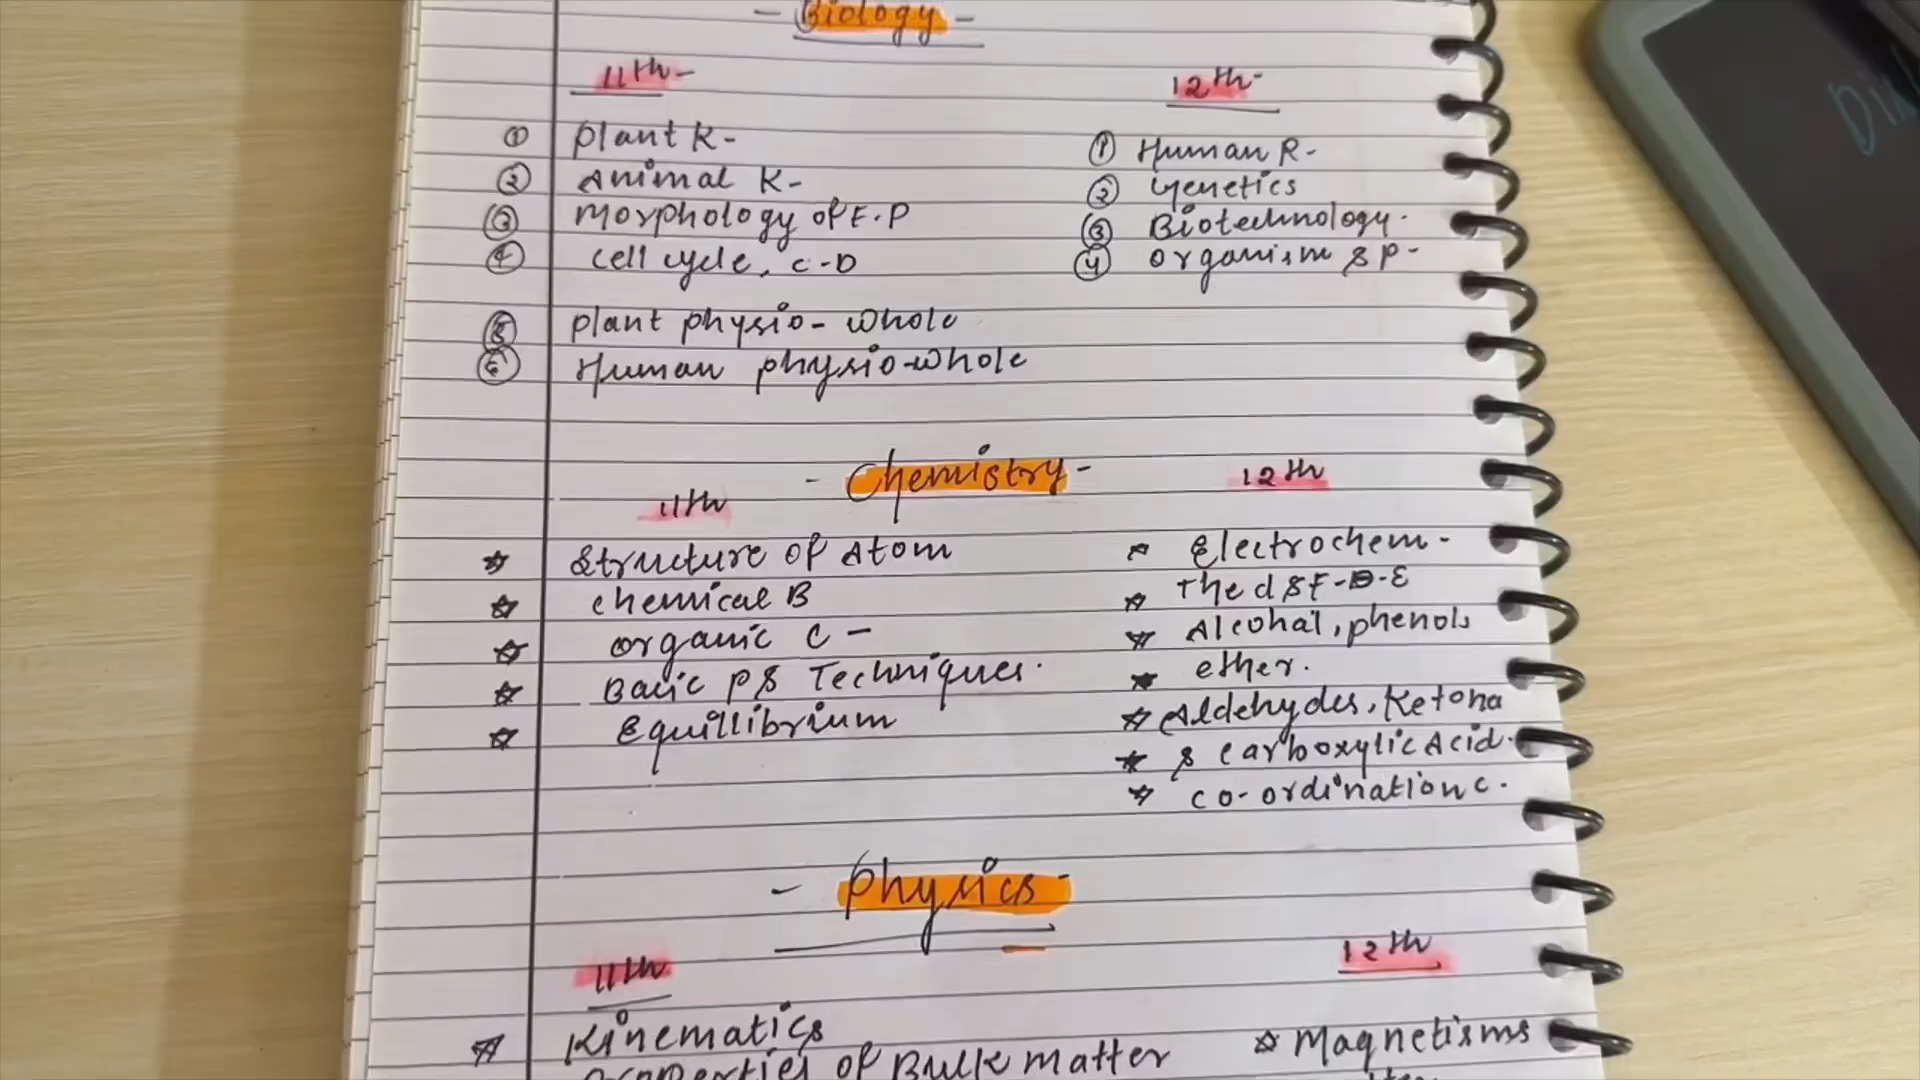 - Biology -
11th-
① Plant K-
② Animal K-
③ Morphology of F.P
④ cell cycle, C-D
⑤ Plant physio- whole
⑥ Human physio-whole
12th-
① Human R-
② Genetics
③ Biotechnology.
④ organism & P-
- Chemistry-
11th
☆ Structure of Atom
☆ chemical B
☆ organic C -
☆ Basic P & Techniques.
☆ Equillibrium
12th
☆ Electrochem-
☆ The d & F-B-E
☆ Alcohal, phenols
★ ether.
☆ Aldehydes, Ketona
★ & carboxylic Acid.
☆ co-ordination c.
- Physics-
11th
☆ Kinematics
Properties of Bulk matter
12th
☆ Magnetisms